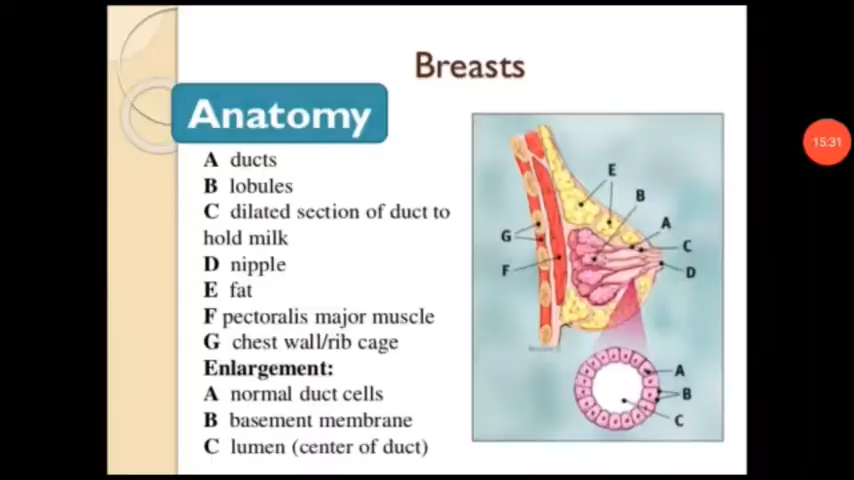 Breasts
Anatomy
A ducts
B lobules
C dilated section of duct to
hold milk
D nipple
E fat
F pectoralis major muscle
G chest wall/rib cage
Enlargement:
A normal duct cells
B basement membrane
C lumen (center of duct)
E
B
A
C
G
F
D
A
B
C
15:31